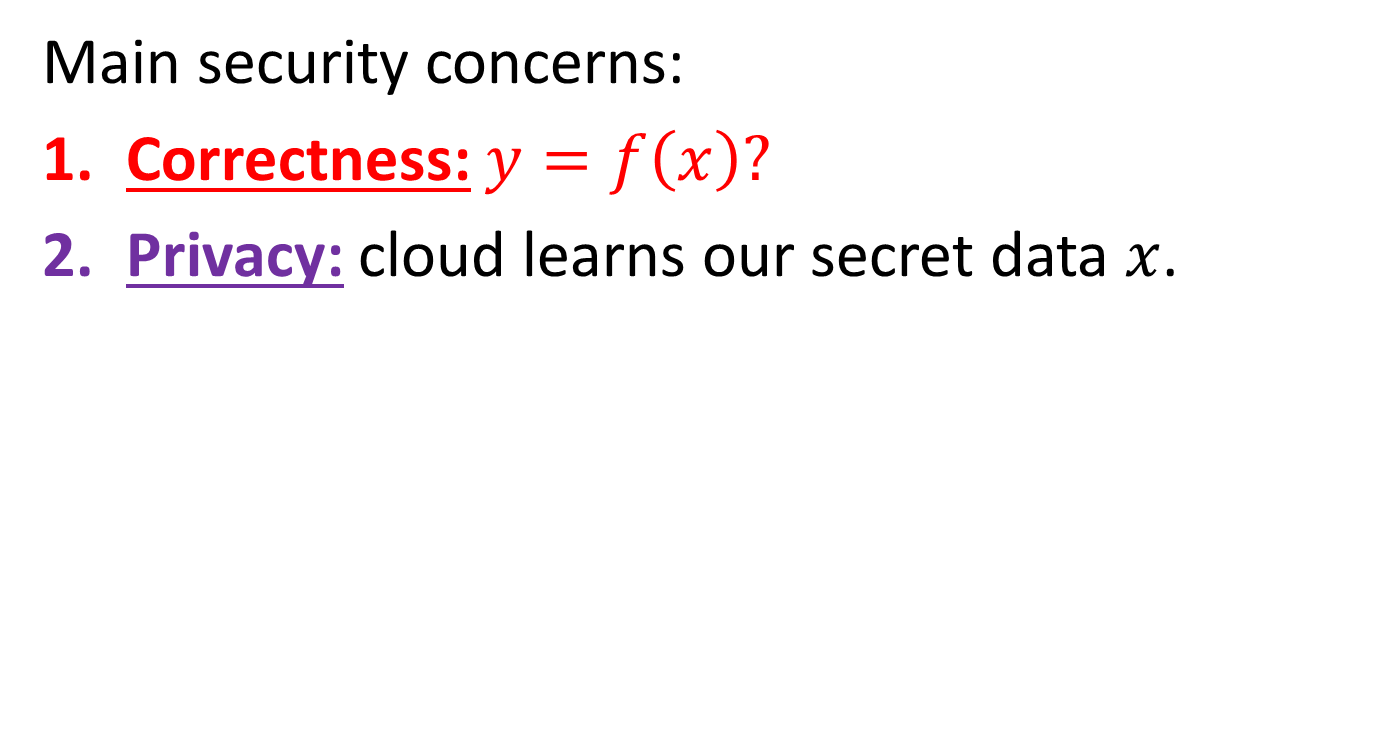 Main security concerns:
1. Correctness: 𝑦 = 𝑓(𝑥)?
2. Privacy: cloud learns our secret data 𝑥.